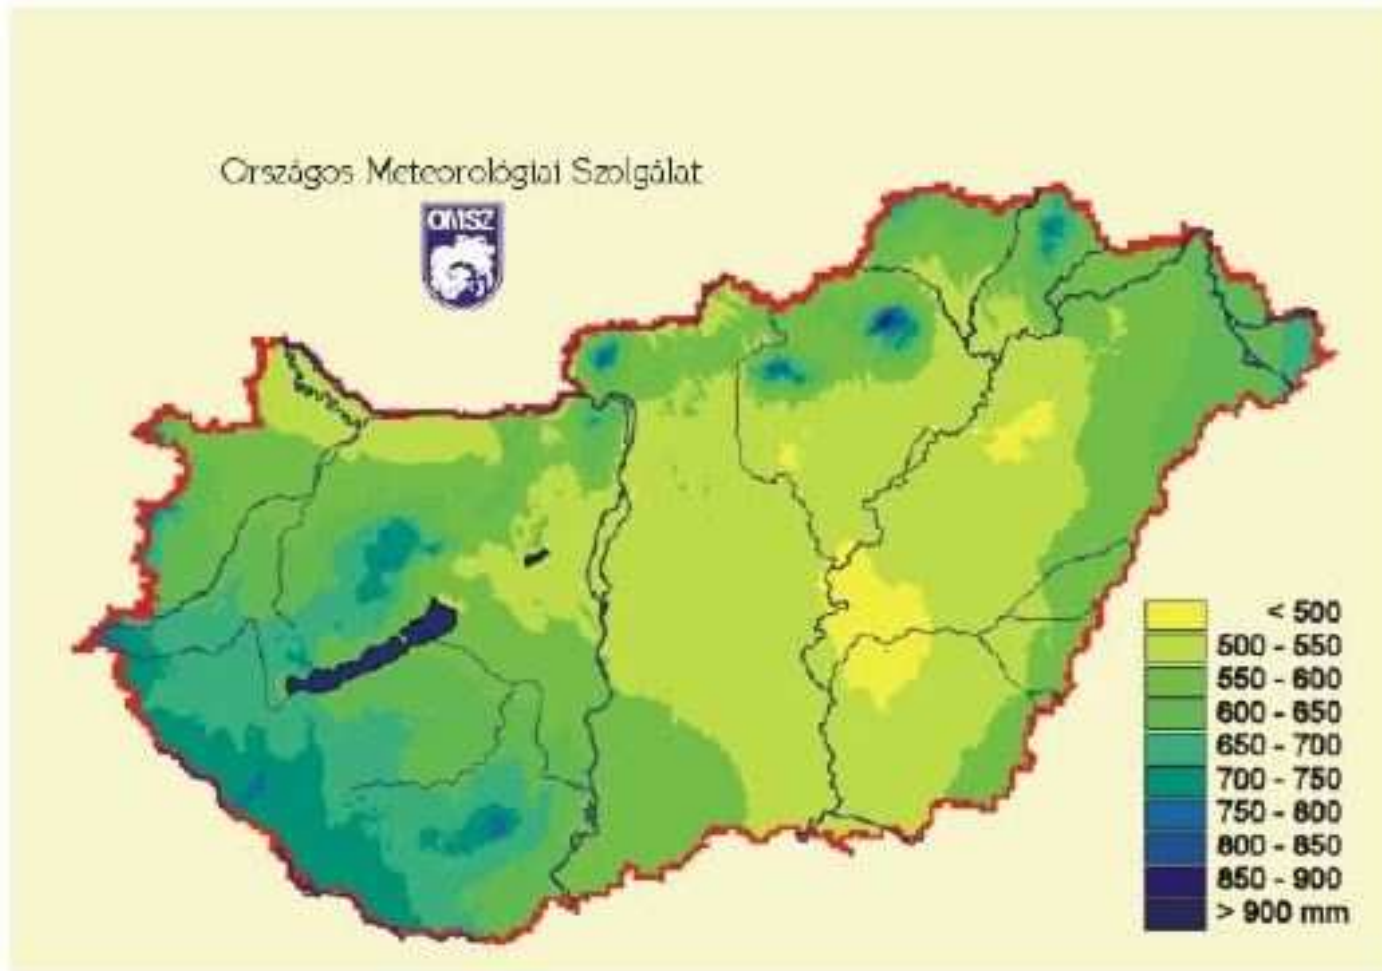 Országos Meteorológiai Szolgálat
OMSZ
< 500
500 - 550
550 - 600
600 - 650
650 - 700
700 - 750
750 - 800
800 - 850
850 - 900
> 900 mm